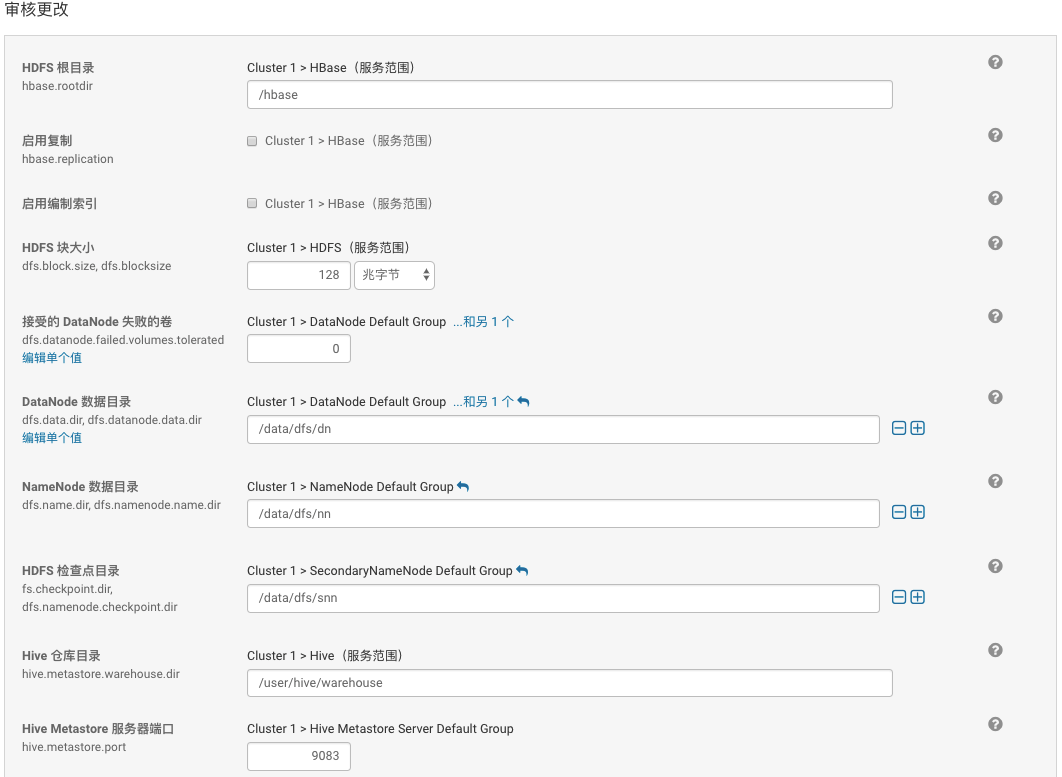 审核更改
HDFS 根目录
hbase.rootdir
Cluster 1 > HBase（服务范围）
/hbase
启用复制
hbase.replication
Cluster 1 > HBase（服务范围）
启用编制索引
Cluster 1 > HBase（服务范围）
HDFS 块大小
dfs.block.size, dfs.blocksize
Cluster 1 > HDFS（服务范围）
128 兆字节
接受的 DataNode 失败的卷
dfs.datanode.failed.volumes.tolerated
编辑单个值
Cluster 1 > DataNode Default Group ...和另 1 个
0
DataNode 数据目录
dfs.data.dir, dfs.datanode.data.dir
编辑单个值
Cluster 1 > DataNode Default Group ...和另 1 个
/data/dfs/dn
NameNode 数据目录
dfs.name.dir, dfs.namenode.name.dir
Cluster 1 > NameNode Default Group
/data/dfs/nn
HDFS 检查点目录
fs.checkpoint.dir,
dfs.namenode.checkpoint.dir
Cluster 1 > SecondaryNameNode Default Group
/data/dfs/snn
Hive 仓库目录
hive.metastore.warehouse.dir
Cluster 1 > Hive（服务范围）
/user/hive/warehouse
Hive Metastore 服务器端口
hive.metastore.port
Cluster 1 > Hive Metastore Server Default Group
9083